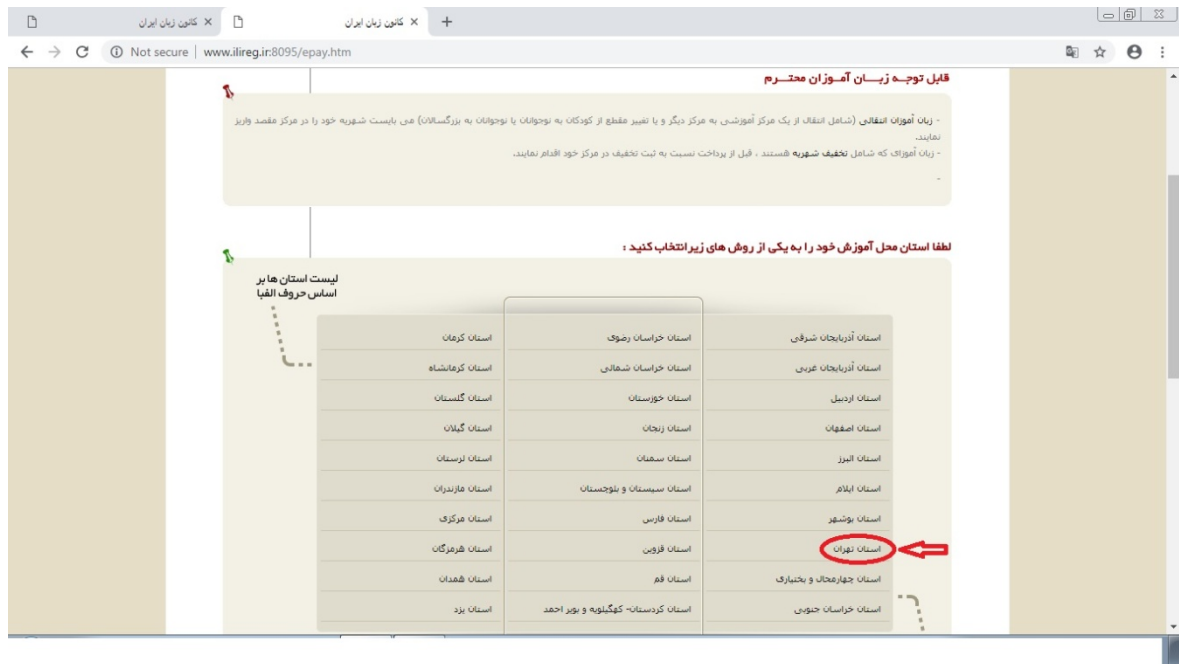 کانون زبان ایران
کانون زبان ایران
Not secure | www.ilireg.ir:8095/epay.htm
قابل توجه زبان آموزان محترم
- زبان آموزان انتقالی (شامل انتقال از یک مرکز آموزشی به مرکز دیگر و یا تغییر مقطع از کودکان به نوجوانان یا نوجوانان به بزرگسالان) می بایست شهریه خود را در مرکز مقصد واریز
نمایند.
- زبان آموزای که شامل تخفیف شهریه هستند ، قبل از پرداخت نسبت به ثبت تخفیف در مرکز خود اقدام نمایند.
-
لطفا استان محل آموزش خود را به یکی از روش های زیر انتخاب کنید :
لیست استان ها بر
اساس حروف الفبا
استان آذربایجان شرقی
استان خراسان رضوی
استان کرمان
استان آذربایجان غربی
استان خراسان شمالی
استان کرمانشاه
استان اردبیل
استان خوزستان
استان گلستان
استان اصفهان
استان زنجان
استان گیلان
استان البرز
استان سمنان
استان لرستان
استان ایلام
استان سیستان و بلوچستان
استان مازندران
استان بوشهر
استان فارس
استان مرکزی
استان تهران
استان قزوین
استان هرمزگان
استان چهارمحال و بختیاری
استان قم
استان همدان
استان خراسان جنوبی
استان کردستان- کهگیلویه و بویر احمد
استان یزد